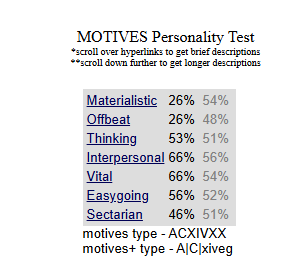 MOTIVES Personality Test
*scroll over hyperlinks to get brief descriptions
**scroll down further to get longer descriptions
Materialistic 26% 54%
Offbeat 26% 48%
Thinking 53% 51%
Interpersonal 66% 56%
Vital 66% 54%
Easygoing 56% 52%
Sectarian 46% 51%
motives type - ACXIVXX
motives+ type - A|C|xiveg